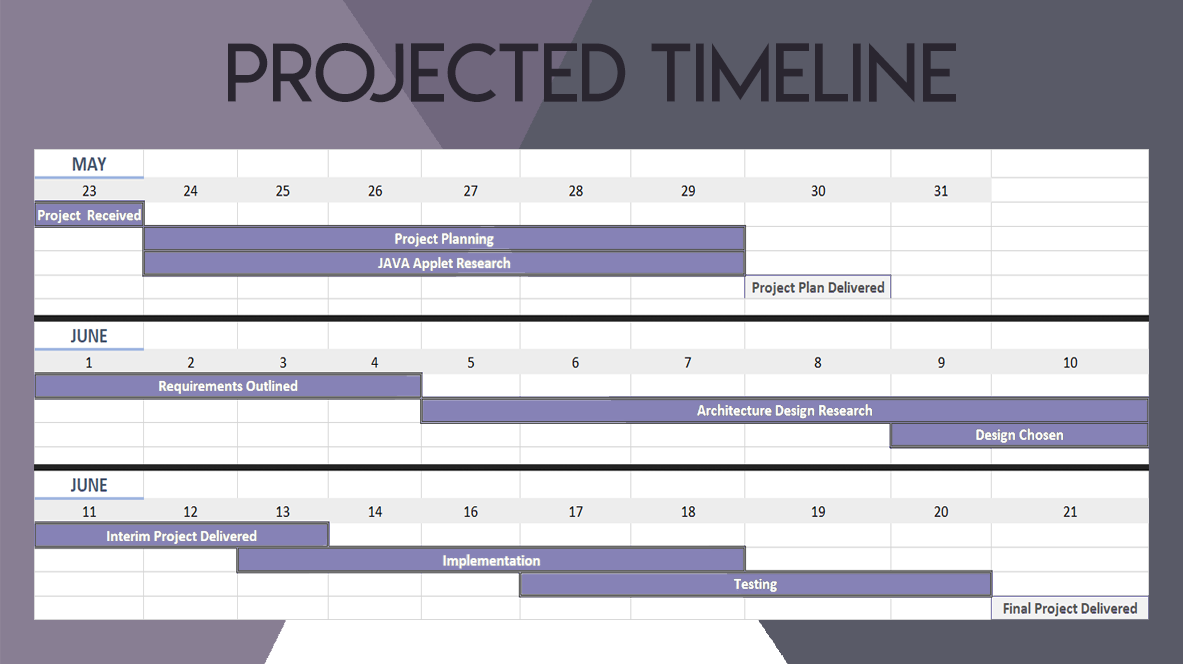 PROJECTED TIMELINE
MAY
23 24 25 26 27 28 29 30 31
Project Received
Project Planning
JAVA Applet Research
Project Plan Delivered
JUNE
1 2 3 4 5 6 7 8 9 10
Requirements Outlined
Architecture Design Research
Design Chosen
JUNE
11 12 13 14 16 17 18 19 20 21
Interim Project Delivered
Implementation
Testing
Final Project Delivered